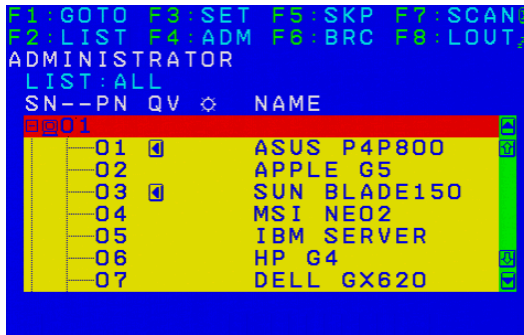 F1:GOTO F3:SET F5:SKP F7:SCAN
F2:LIST F4:ADM F6:BRC F8:LOUT
ADMINISTRATOR
LIST:ALL
SN--PN QV NAME
01
01 ASUS P4P800
02 APPLE G5
03 SUN BLADE150
04 MSI NEO2
05 IBM SERVER
06 HP G4
07 DELL GX620